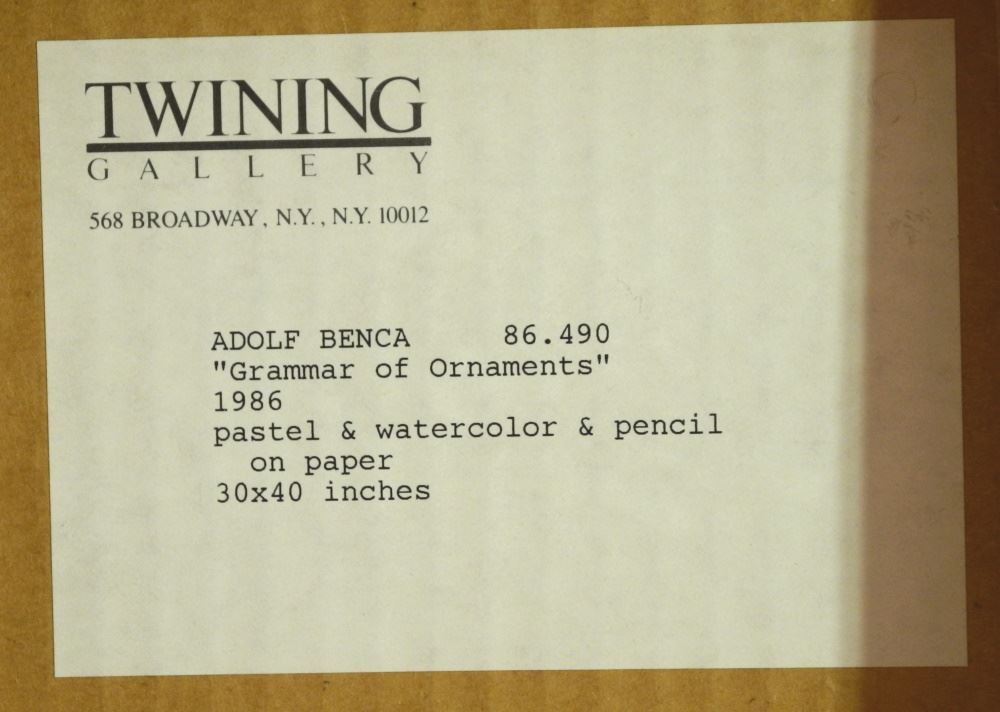 TWINING
GALLERY
568 BROADWAY, N.Y., N.Y. 10012
ADOLF BENCA 86.490
"Grammar of Ornaments"
1986
pastel & watercolor & pencil
on paper
30x40 inches